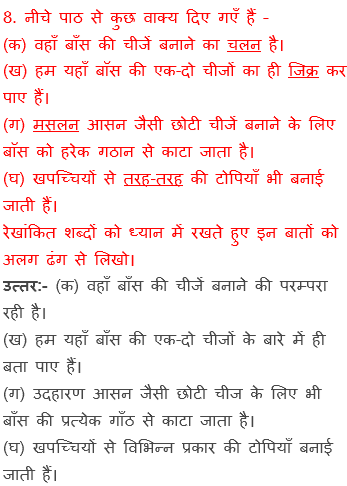 8. नीचे पाठ से कुछ वाक्य दिए गएँ हैं -
(क) वहाँ बाँस की चीजें बनाने का चलन है।
(ख) हम यहाँ बाँस की एक-दो चीजों का ही जिक्र कर
पाए हैं।
(ग) मसलन आसन जैसी छोटी चीजें बनाने के लिए
बाँस को हरेक गठान से काटा जाता है।
(घ) खपच्चियों से तरह-तरह की टोपियाँ भी बनाई
जाती हैं।
रेखांकित शब्दों को ध्यान में रखते हुए इन बातों को
अलग ढंग से लिखो।
उत्तर:- (क) वहाँ बाँस की चीजें बनाने की परम्परा
रही है।
(ख) हम यहाँ बाँस की एक-दो चीजों के बारे में ही
बता पाए हैं।
(ग) उदहारण आसन जैसी छोटी चीज के लिए भी
बाँस की प्रत्येक गाँठ से काटा जाता है।
(घ) खपच्चियों से विभिन्न प्रकार की टोपियाँ बनाई
जाती हैं।